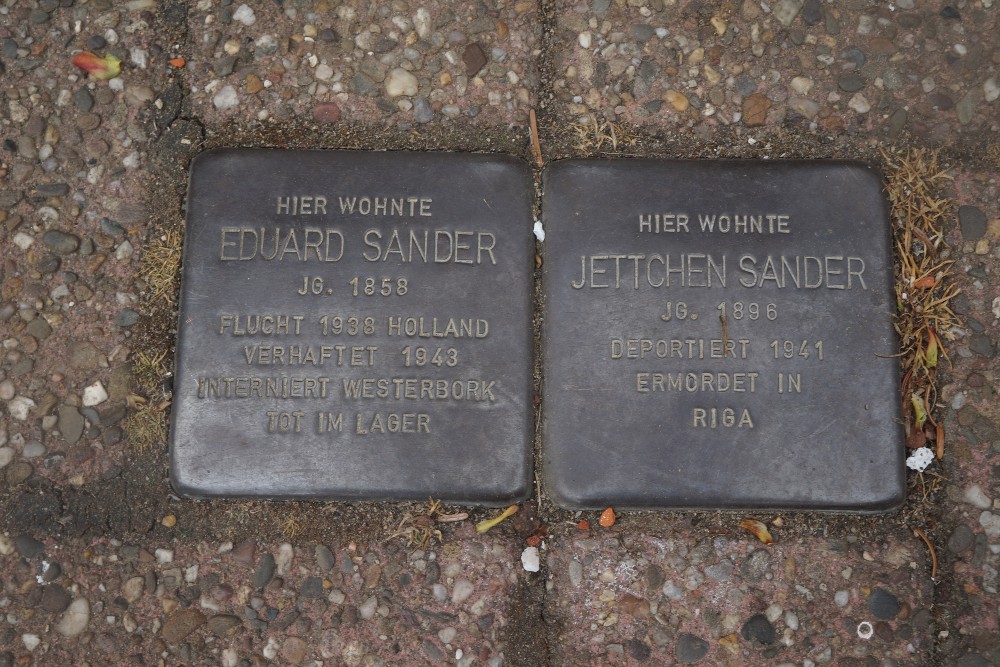 HIER WOHNTE
EDUARD SANDER
JG. 1858
FLUCHT 1938 HOLLAND
VERHAFTET 1943
INTERNIERT WESTERBORK
TOT IM LAGER
HIER WOHNTE
JETTCHEN SANDER
JG. 1896
DEPORTIERT 1941
ERMORDET IN
RIGA